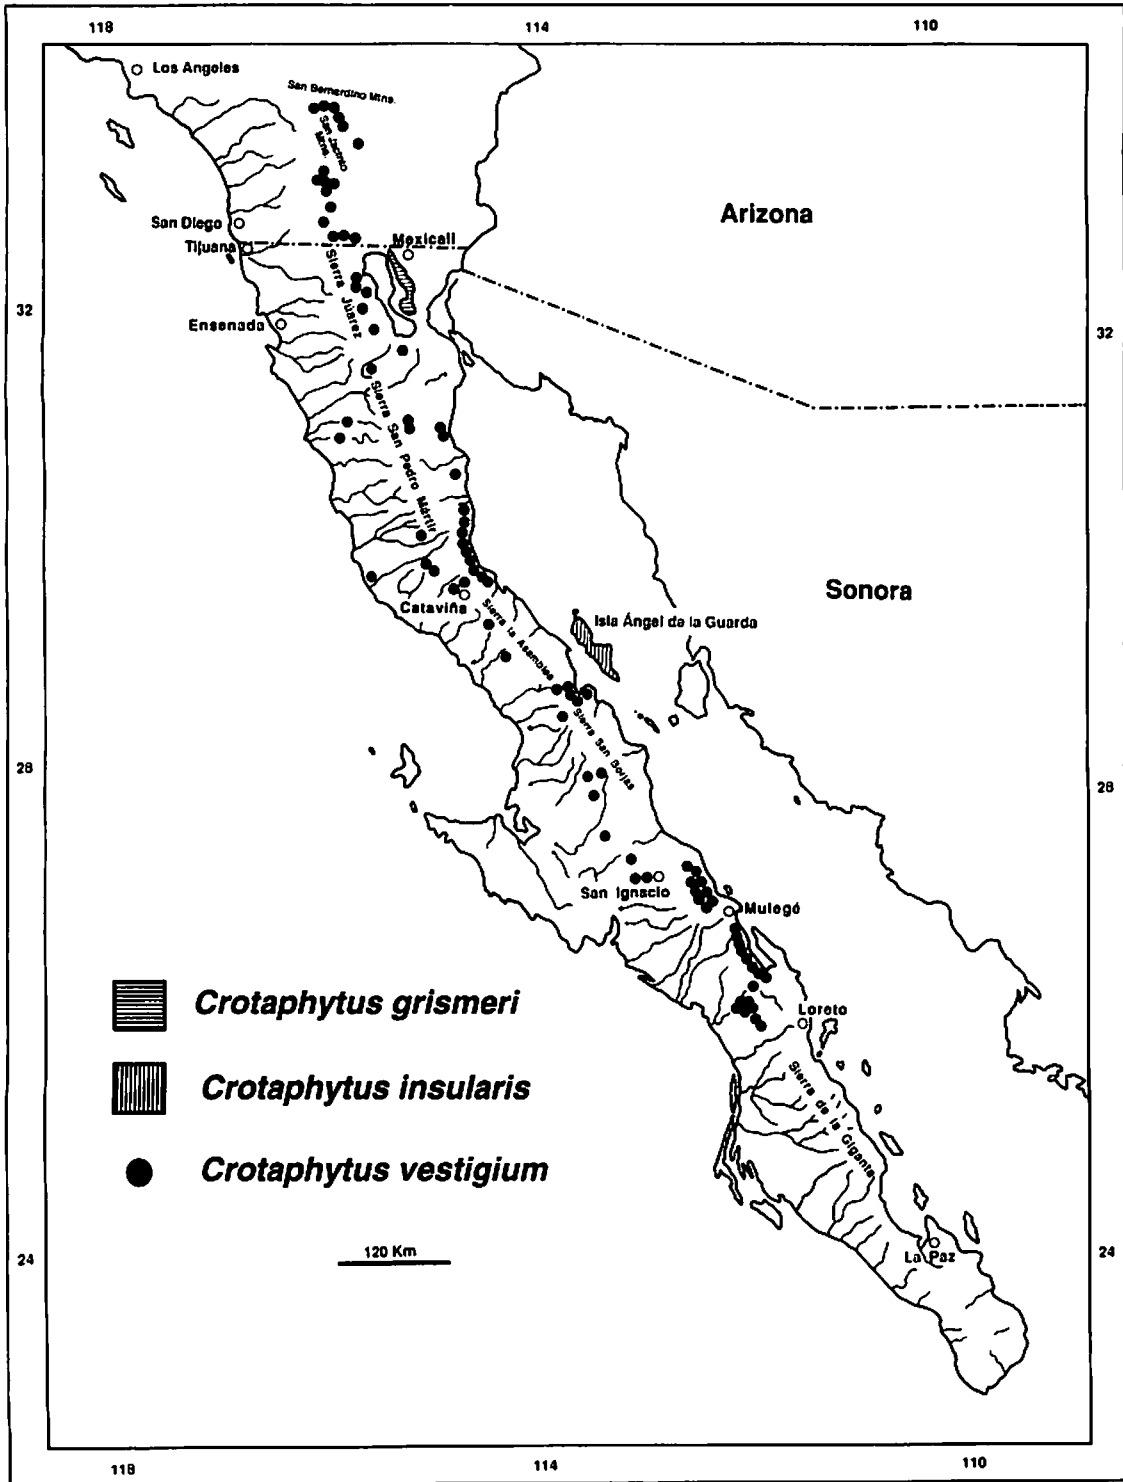 118 114 110
Los Angeles
San Bernardino Mtns.
San Jacinto
Mtns.
Arizona
San Diego
Tijuana
Mexicali
Sierra Júarez
32
Ensenada
32
Sierra San Pedro Mártir
Sonora
Cataviña
Isla Ángel de la Guarda
Sierra la Asamblea
Sierra San Borjas
28
28
San Ignacio
Mulegé
Crotaphytus grismeri
Loreto
Crotaphytus insularis
Sierra de la Giganta
Crotaphytus vestigium
24
120 Km
La Paz
24
118 114 110